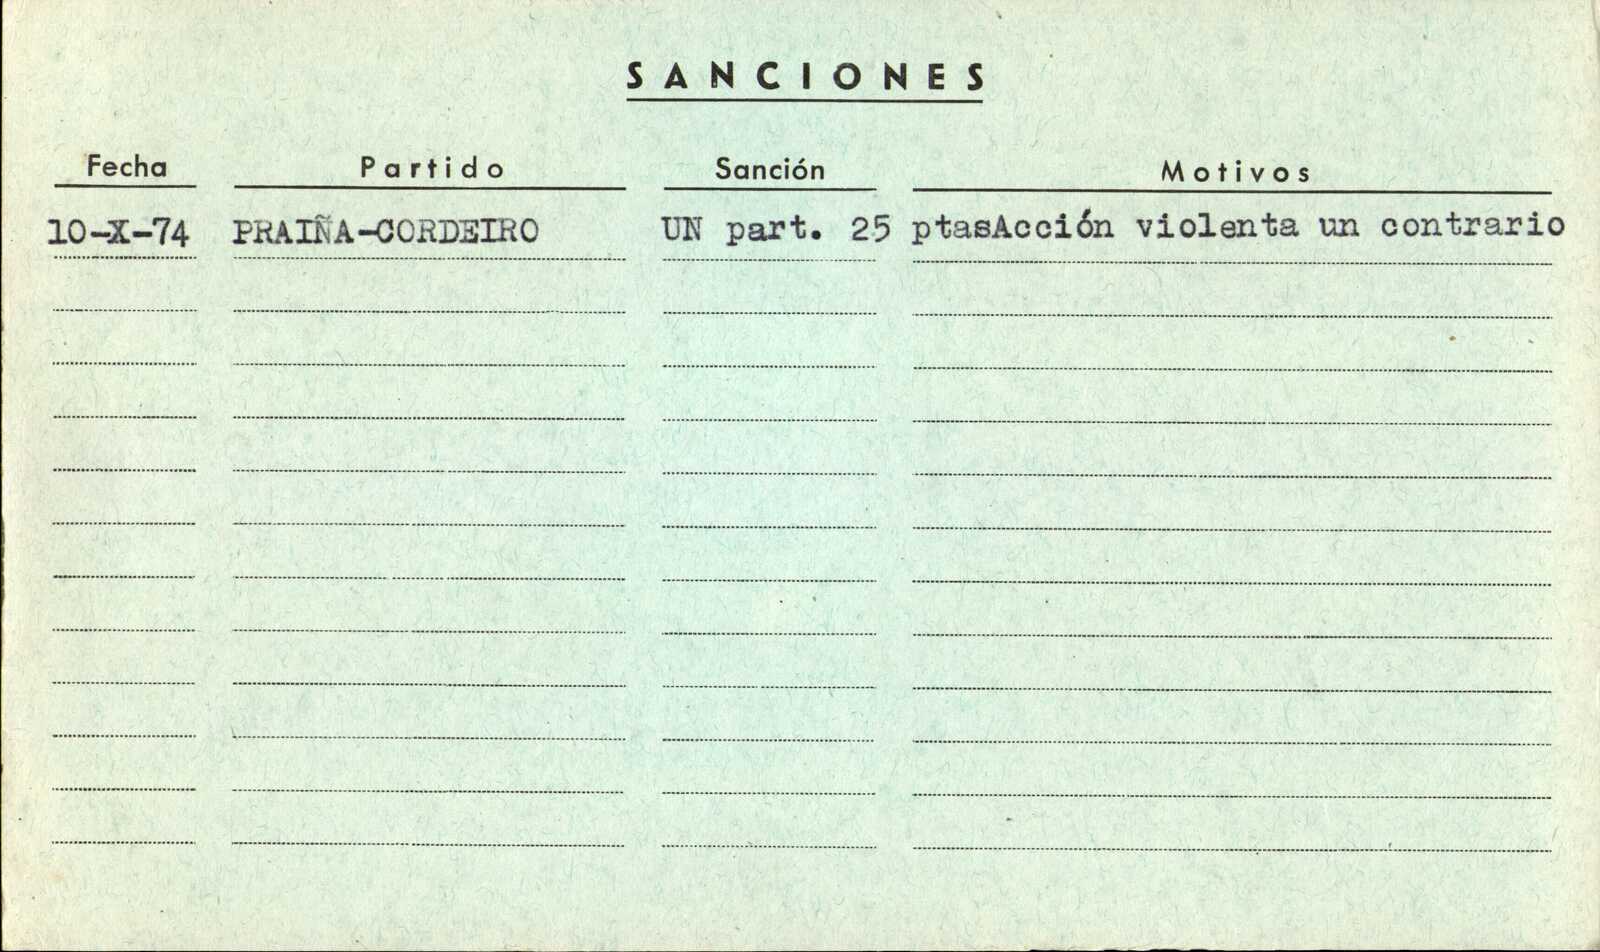 SANCIONES
Fecha Partido Sanción Motivos
10-X-74 PRAIÑA-CORDEIRO UN part. 25 ptasAcción violenta un contrario